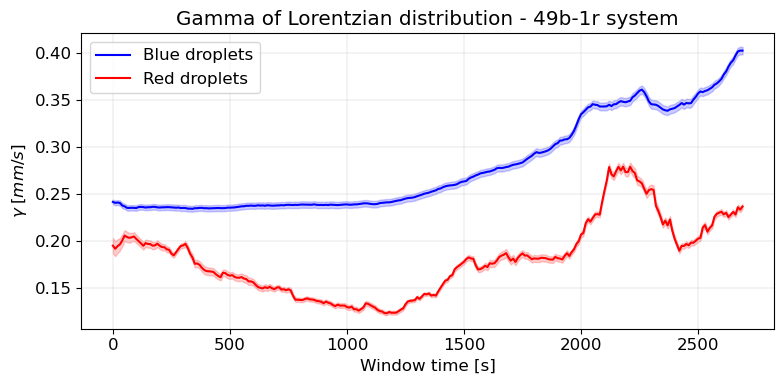 Gamma of Lorentzian distribution - 49b-1r system
Blue droplets
Red droplets
γ [mm/s]
0.40
0.35
0.30
0.25
0.20
0.15
0 500 1000 1500 2000 2500
Window time [s]